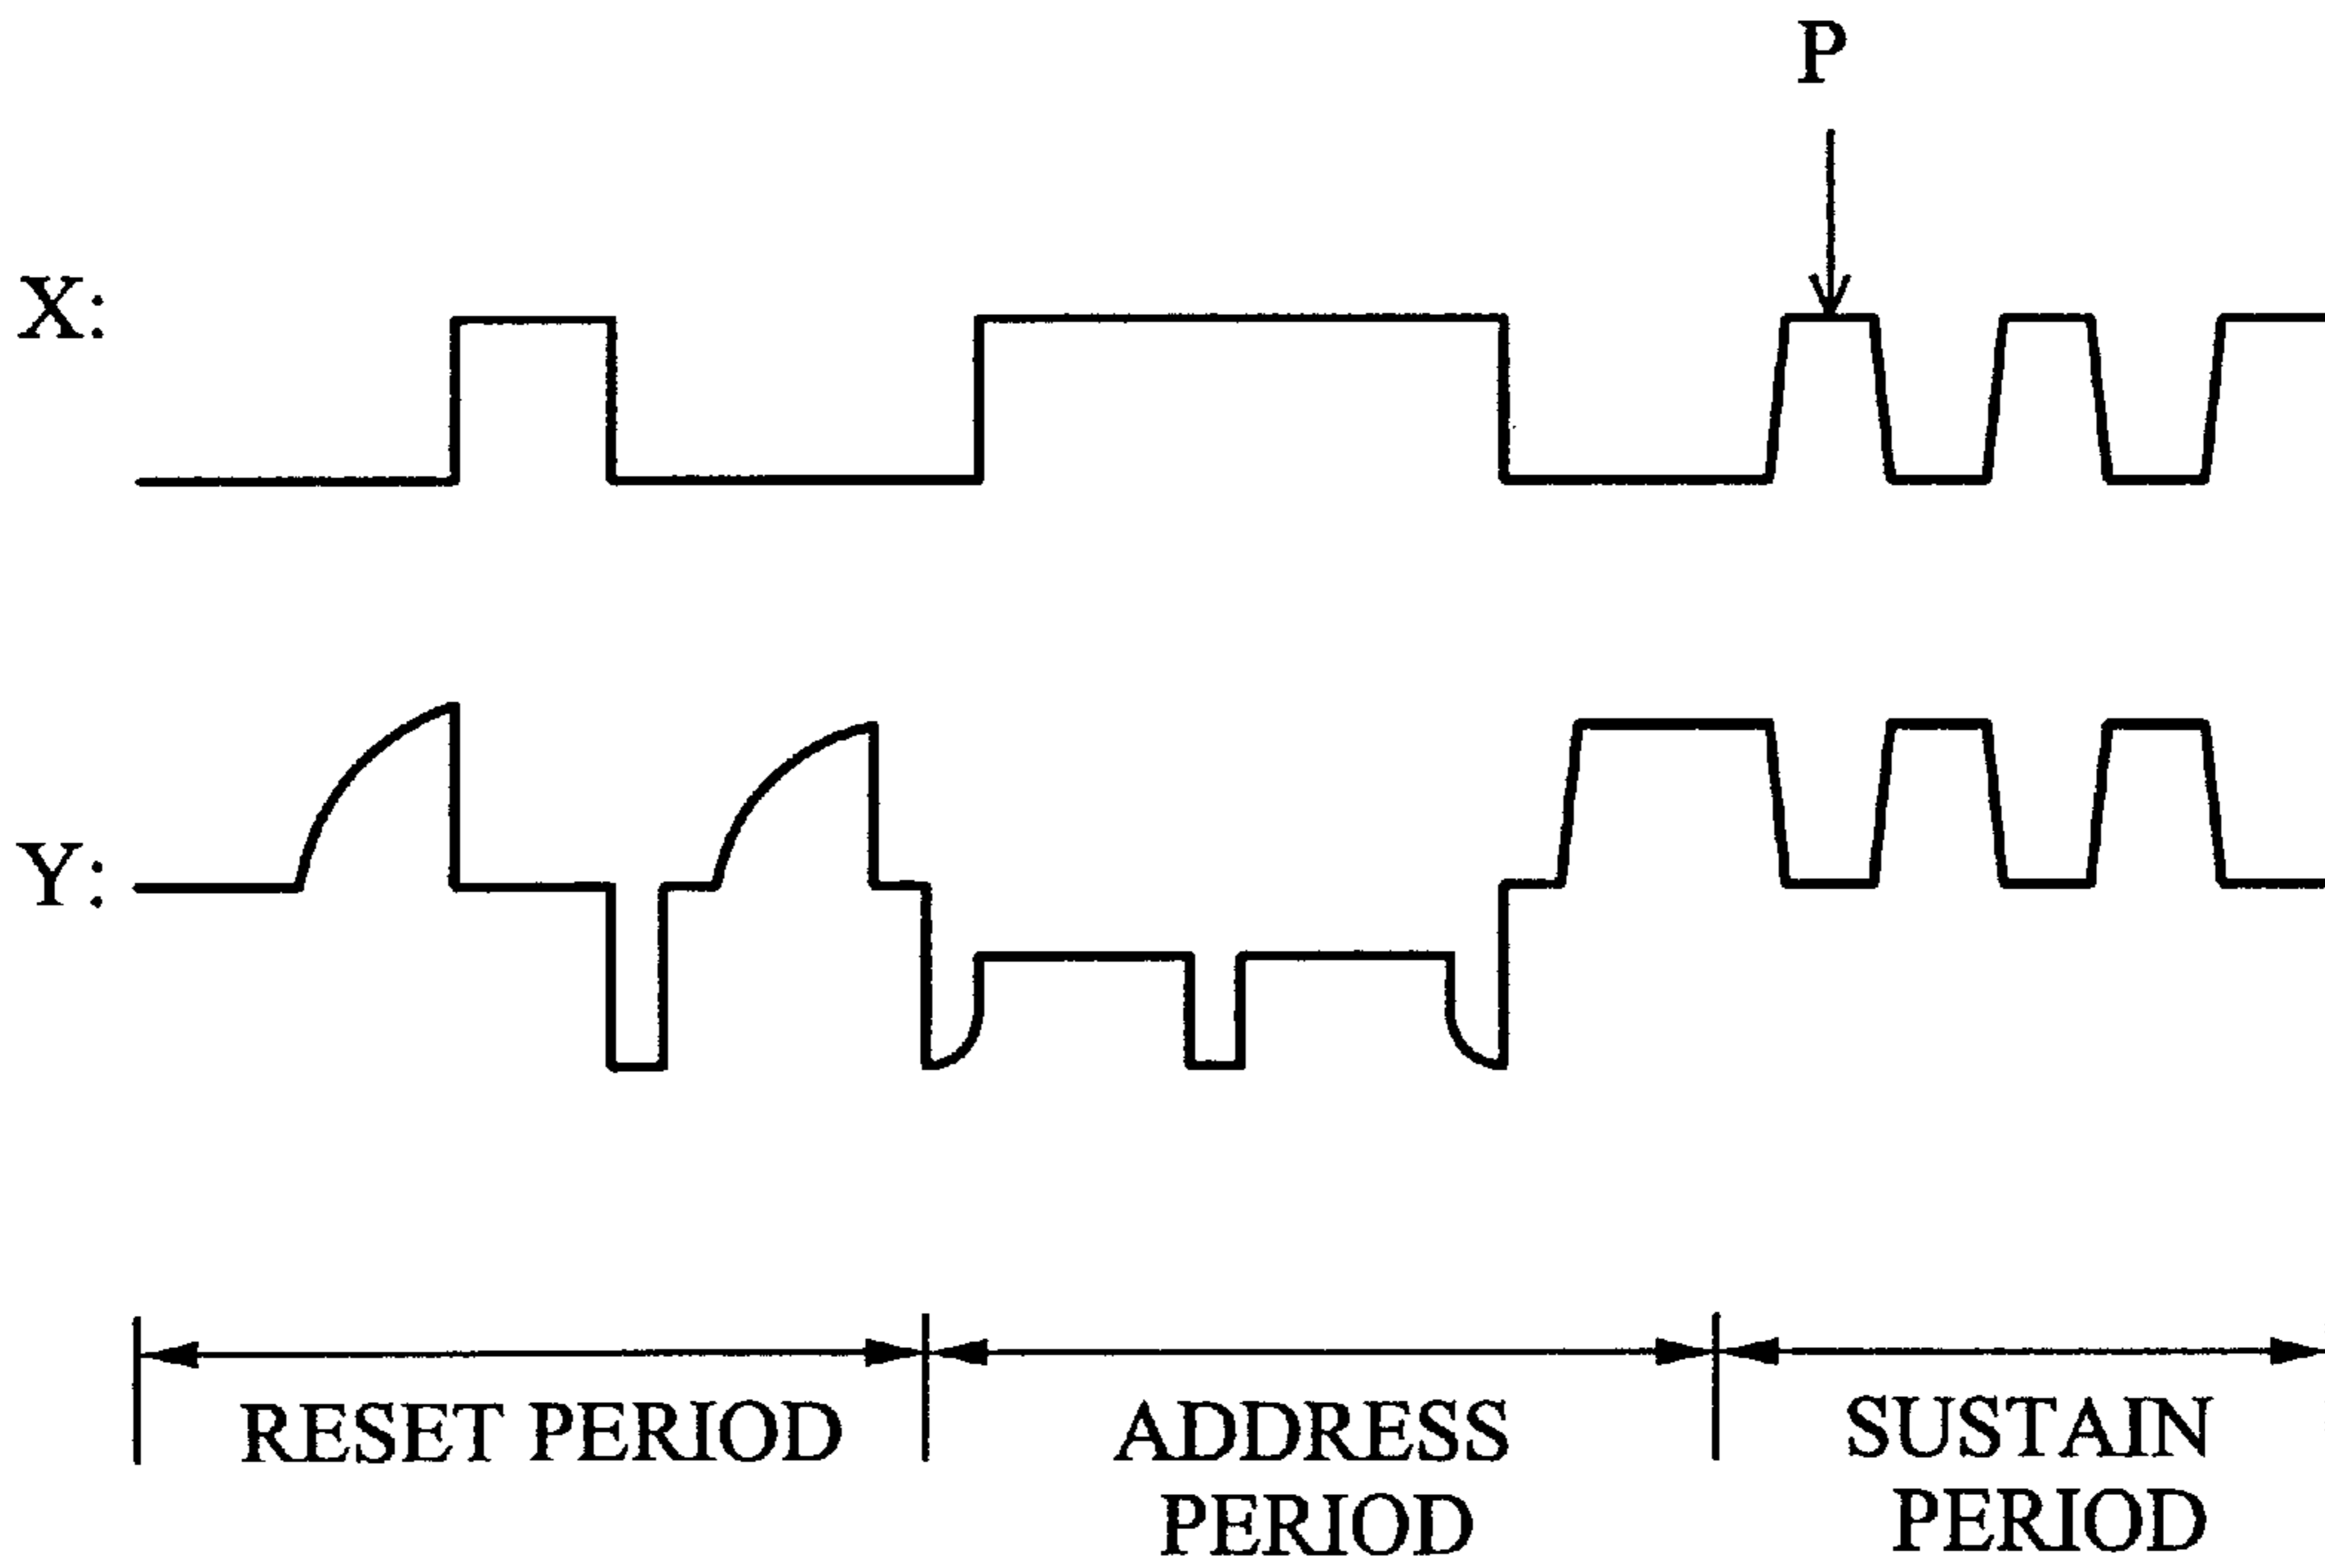 P
X:
Y:
RESET PERIOD
ADDRESS
PERIOD
SUSTAIN
PERIOD